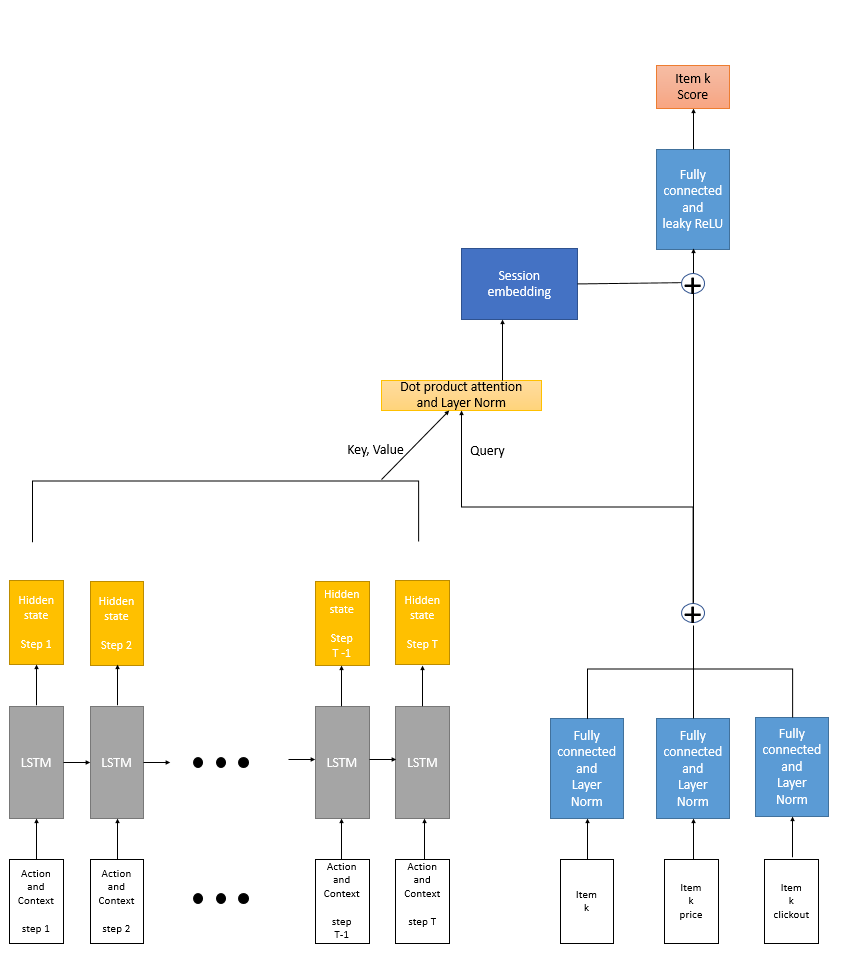 Item k
Score
Fully
connected
and
leaky ReLU
Session
embedding
Dot product attention
and Layer Norm
Key, Value
Query
Hidden
state
Step 1
Hidden
state
Step 2
Hidden
state
Step
T -1
Hidden
state
Step T
LSTM
LSTM
LSTM
LSTM
Fully
connected
and
Layer
Norm
Fully
connected
and
Layer
Norm
Fully
connected
and
Layer
Norm
Action
and
Context
step 1
Action
and
Context
step 2
Action
and
Context
step
T-1
Action
and
Context
step T
Item
k
Item
k
price
Item
k
clickout